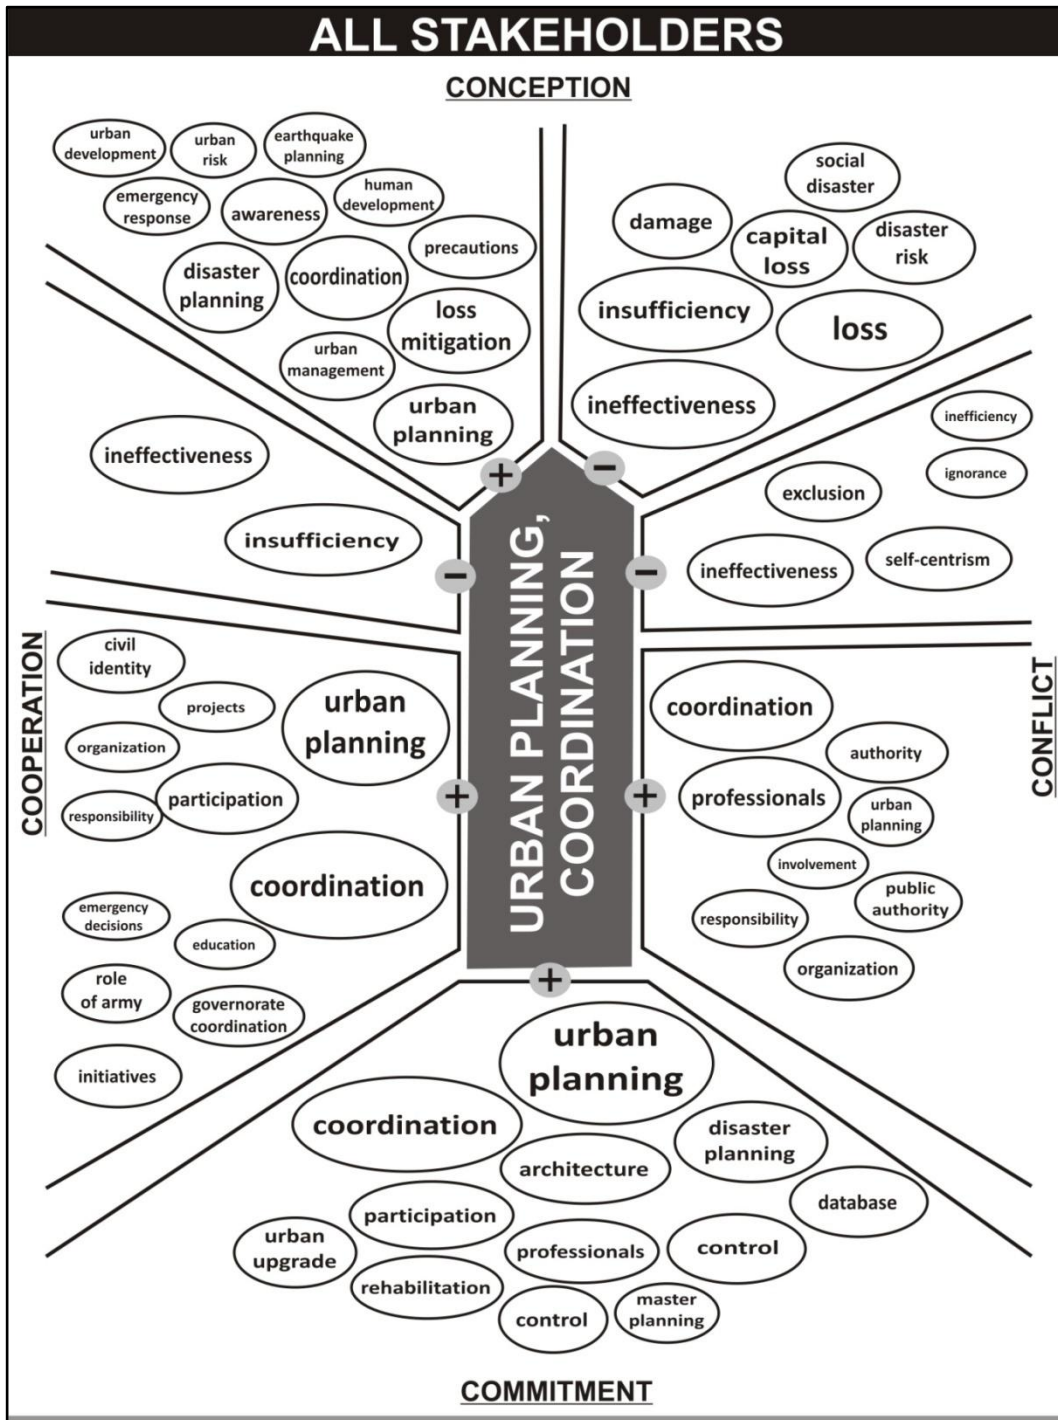 ALL STAKEHOLDERS
CONCEPTION
urban
development
urban
risk
earthquake
planning
emergency
response
awareness
human
development
precautions
disaster
planning
coordination
loss
mitigation
urban
management
urban
planning
+
social
disaster
damage
capital
loss
disaster
risk
insufficiency
loss
ineffectiveness
−
ineffectiveness
insufficiency
−
inefficiency
ignorance
exclusion
ineffectiveness
self-centrism
−
COOPERATION
civil
identity
projects
urban
planning
organization
responsibility
participation
coordination
emergency
decisions
education
role
of army
governorate
coordination
initiatives
+
URBAN PLANNING,
COORDINATION
CONFLICT
coordination
authority
professionals
urban
planning
involvement
public
authority
responsibility
organization
+
+
urban
planning
coordination
disaster
planning
architecture
database
participation
urban
upgrade
professionals
control
rehabilitation
control
master
planning
COMMITMENT